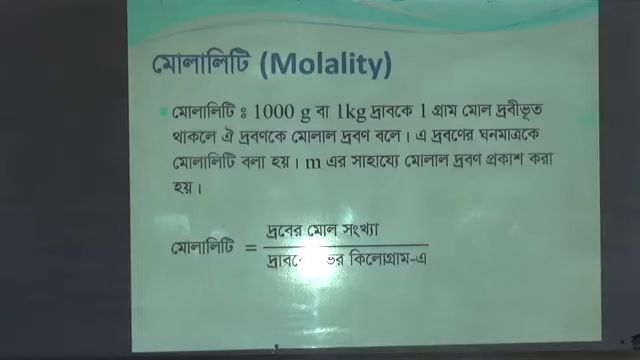 মোলালিটি (Molality)
মোলালিটি ঃ 1000 g বা 1kg দ্রাবকে 1 গ্রাম মোল দ্রবীভূত
থাকলে ঐ দ্রবণকে মোলাল দ্রবণ বলে। এ দ্রবণের ঘনমাত্রকে
মোলালিটি বলা হয়। m এর সাহায্যে মোলাল দ্রবণ প্রকাশ করা
হয়।
দ্রবের মোল সংখ্যা
মোলালিটি =
কিলোগ্রাম-এ